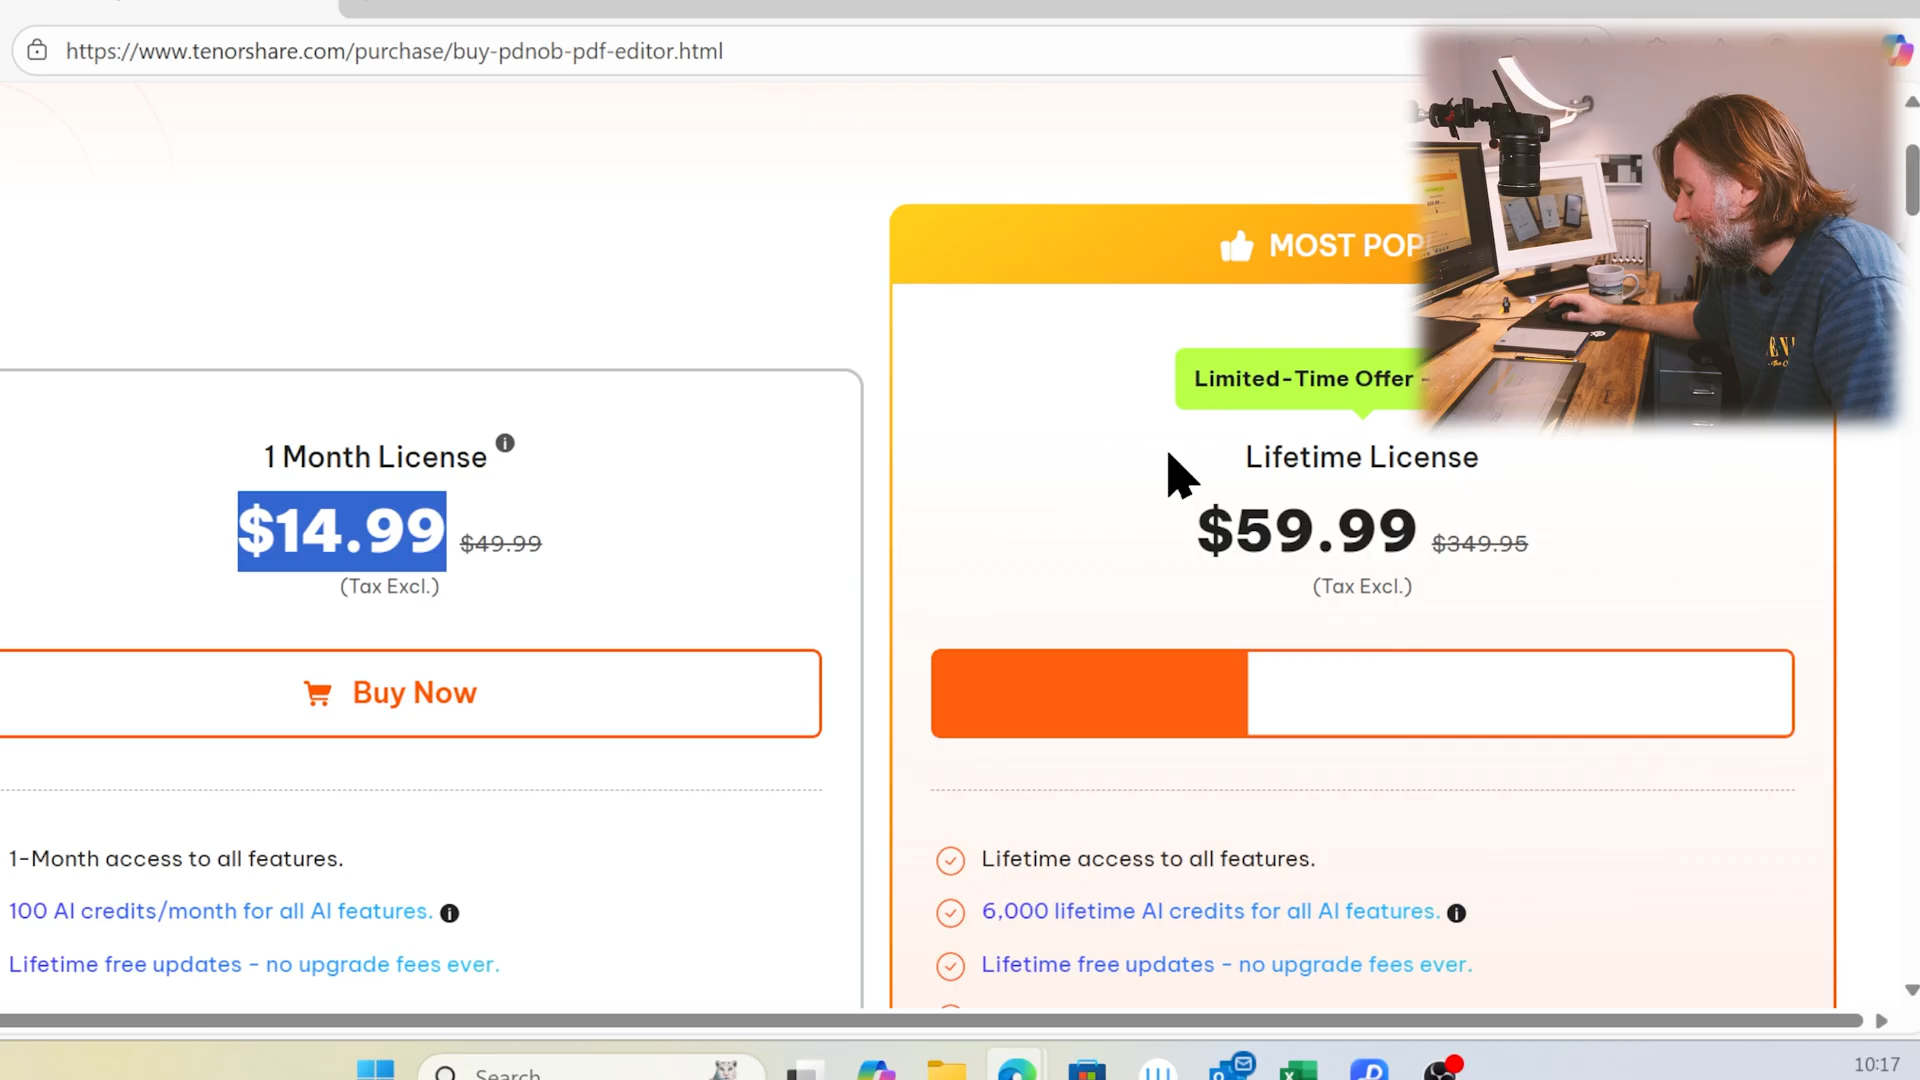 https://www.tenorshare.com/purchase/buy-pdnob-pdf-editor.html
MOST POP
Limited-Time Offer -
1 Month License
$14.99 $49.99
(Tax Excl.)
Buy Now
1-Month access to all features.
100 AI credits/month for all AI features.
Lifetime free updates - no upgrade fees ever.
Lifetime License
$59.99 $349.95
(Tax Excl.)
Lifetime access to all features.
6,000 lifetime AI credits for all AI features.
Lifetime free updates - no upgrade fees ever.
Search
10:17